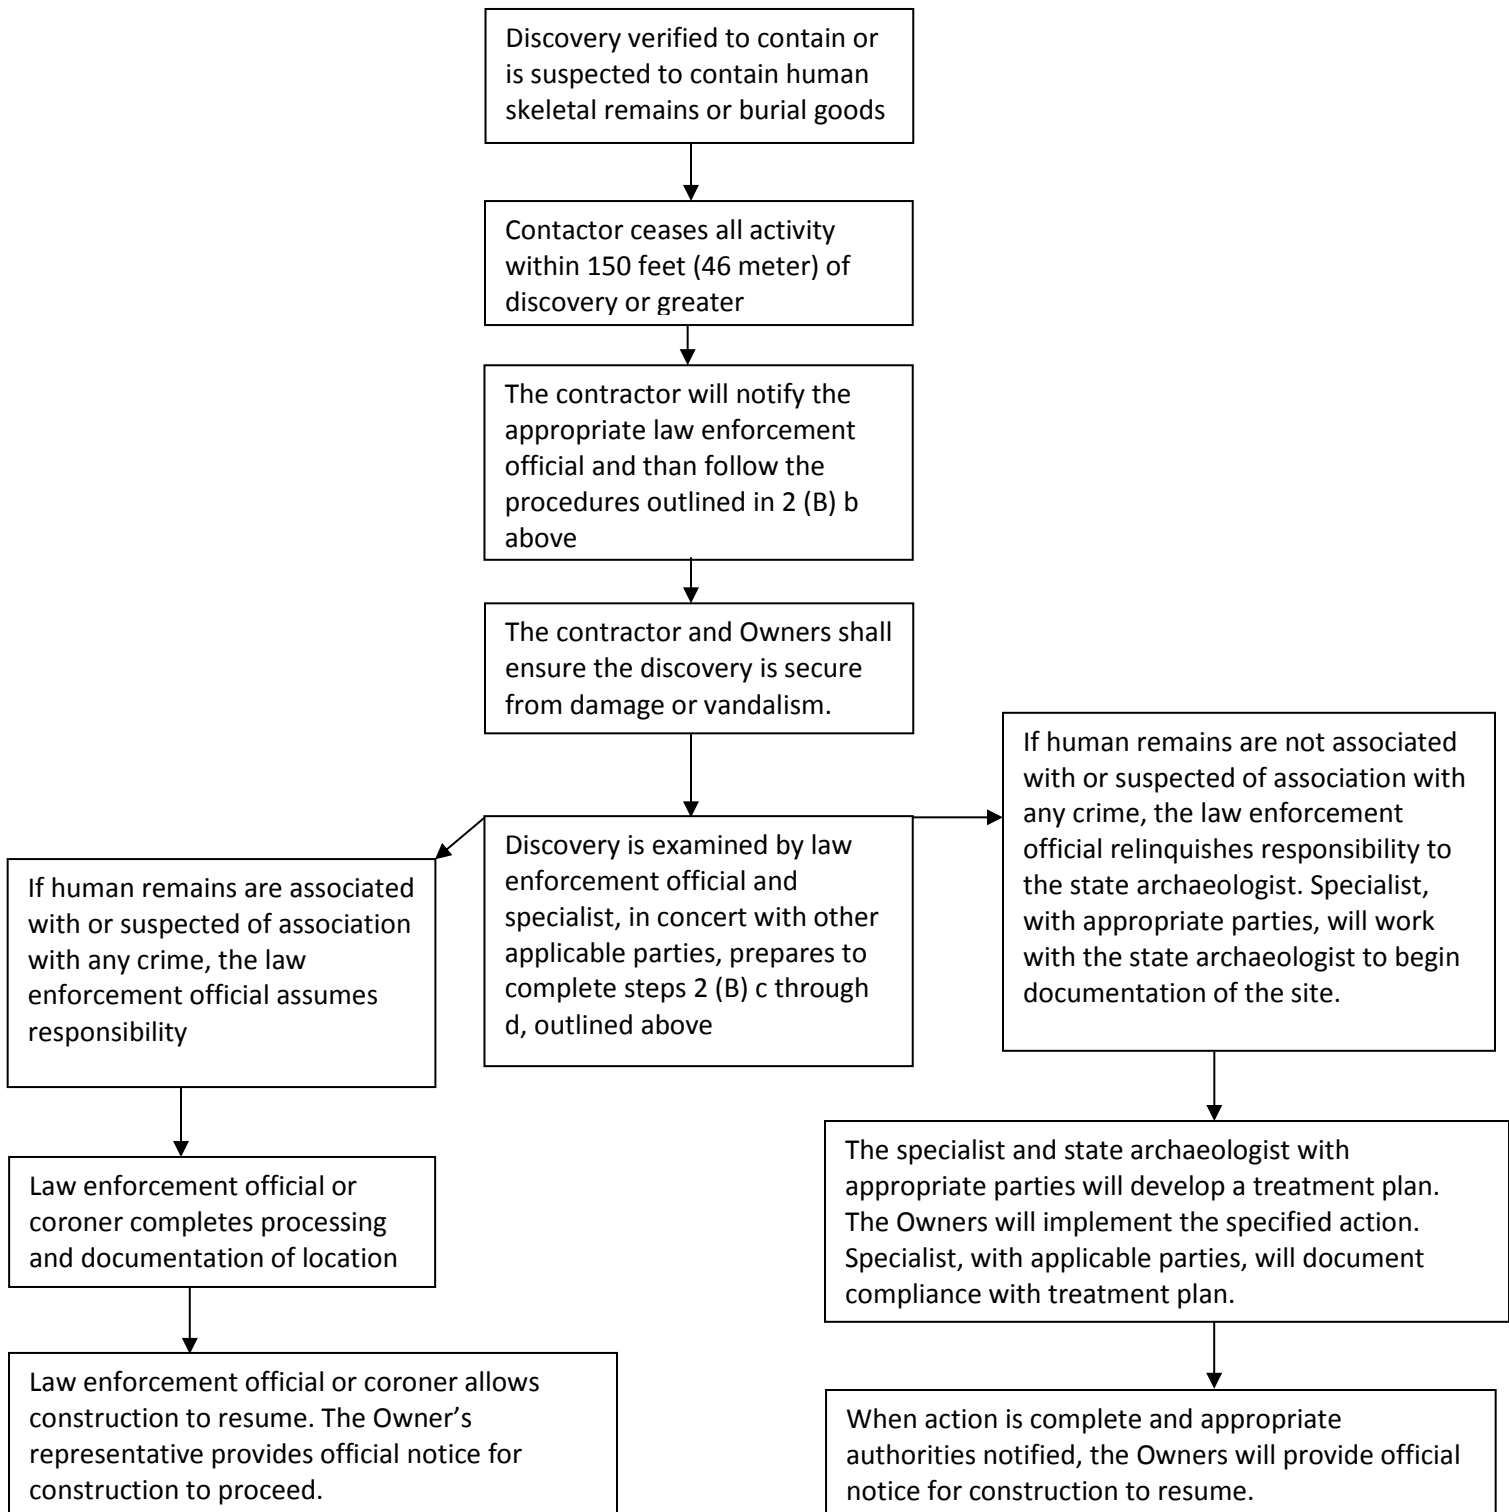 Discovery verified to contain or
is suspected to contain human
skeletal remains or burial goods
Contactor ceases all activity
within 150 feet (46 meter) of
discovery or greater
The contractor will notify the
appropriate law enforcement
official and than follow the
procedures outlined in 2 (B) b
above
The contractor and Owners shall
ensure the discovery is secure
from damage or vandalism.
Discovery is examined by law
enforcement official and
specialist, in concert with other
applicable parties, prepares to
complete steps 2 (B) c through
d, outlined above
If human remains are associated
with or suspected of association
with any crime, the law
enforcement official assumes
responsibility
Law enforcement official or
coroner completes processing
and documentation of location
Law enforcement official or coroner allows
construction to resume. The Owner’s
representative provides official notice for
construction to proceed.
If human remains are not associated
with or suspected of association with
any crime, the law enforcement
official relinquishes responsibility to
the state archaeologist. Specialist,
with appropriate parties, will work
with the state archaeologist to begin
documentation of the site.
The specialist and state archaeologist with
appropriate parties will develop a treatment plan.
The Owners will implement the specified action.
Specialist, with applicable parties, will document
compliance with treatment plan.
When action is complete and appropriate
authorities notified, the Owners will provide official
notice for construction to resume.